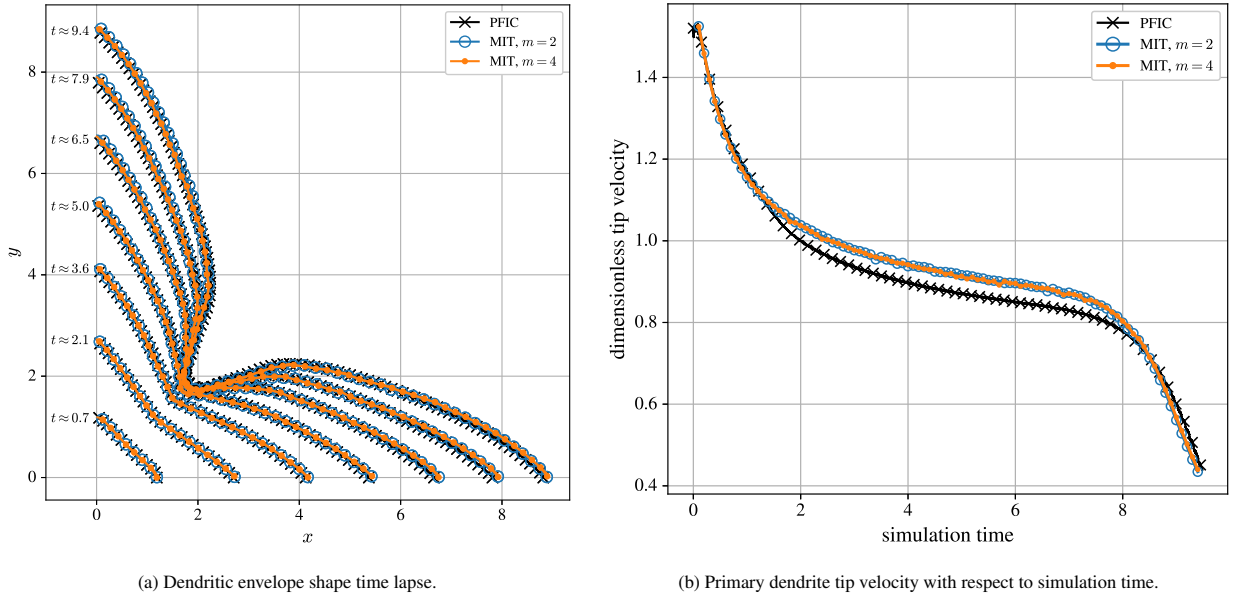 PFIC
MIT, m = 2
MIT, m = 4
t ≈ 9.4
t ≈ 7.9
t ≈ 6.5
t ≈ 5.0
t ≈ 3.6
t ≈ 2.1
t ≈ 0.7
8
6
4
2
0
y
0 2 4 6 8
x
(a) Dendritic envelope shape time lapse.
PFIC
MIT, m = 2
MIT, m = 4
1.4
1.2
1.0
0.8
0.6
0.4
dimensionless tip velocity
0 2 4 6 8
simulation time
(b) Primary dendrite tip velocity with respect to simulation time.